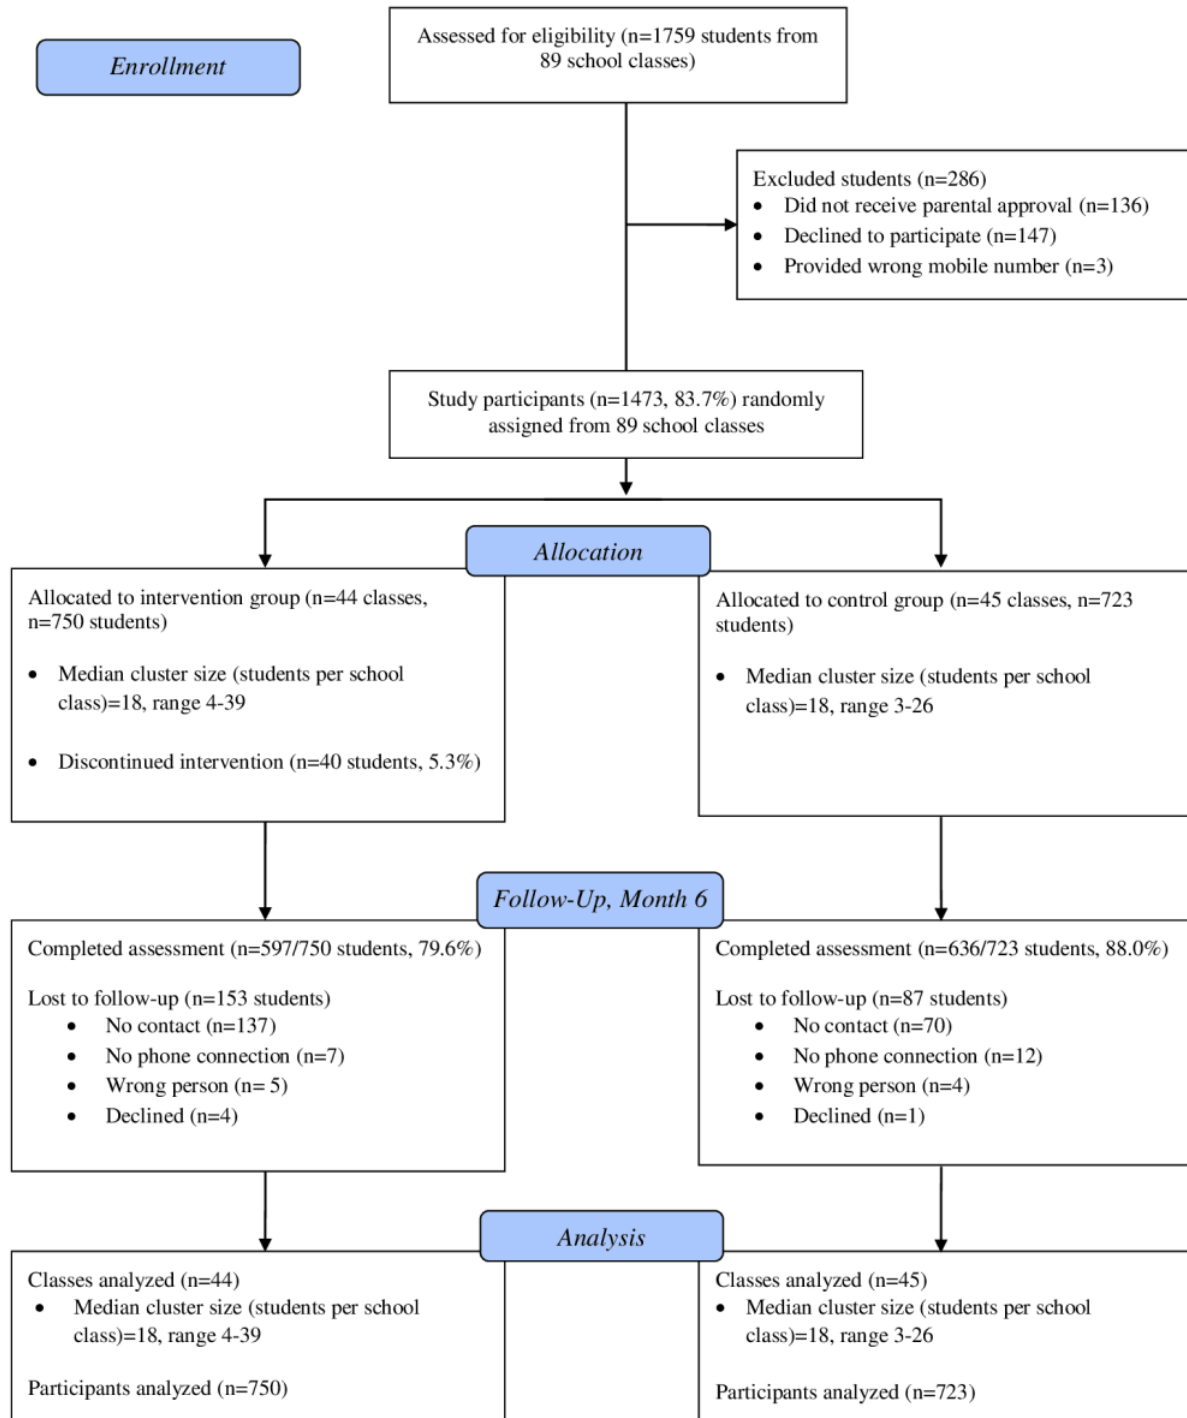 Enrollment
Assessed for eligibility (n=1759 students from
89 school classes)
Excluded students (n=286)
• Did not receive parental approval (n=136)
• Declined to participate (n=147)
• Provided wrong mobile number (n=3)
Study participants (n=1473, 83.7%) randomly
assigned from 89 school classes
Allocation
Allocated to intervention group (n=44 classes,
n=750 students)
• Median cluster size (students per school
class)=18, range 4-39
• Discontinued intervention (n=40 students, 5.3%)
Allocated to control group (n=45 classes, n=723
students)
• Median cluster size (students per school
class)=18, range 3-26
Follow-Up, Month 6
Completed assessment (n=597/750 students, 79.6%)
Lost to follow-up (n=153 students)
• No contact (n=137)
• No phone connection (n=7)
• Wrong person (n= 5)
• Declined (n=4)
Completed assessment (n=636/723 students, 88.0%)
Lost to follow-up (n=87 students)
• No contact (n=70)
• No phone connection (n=12)
• Wrong person (n=4)
• Declined (n=1)
Analysis
Classes analyzed (n=44)
• Median cluster size (students per school
class)=18, range 4-39
Participants analyzed (n=750)
Classes analyzed (n=45)
• Median cluster size (students per school
class)=18, range 3-26
Participants analyzed (n=723)